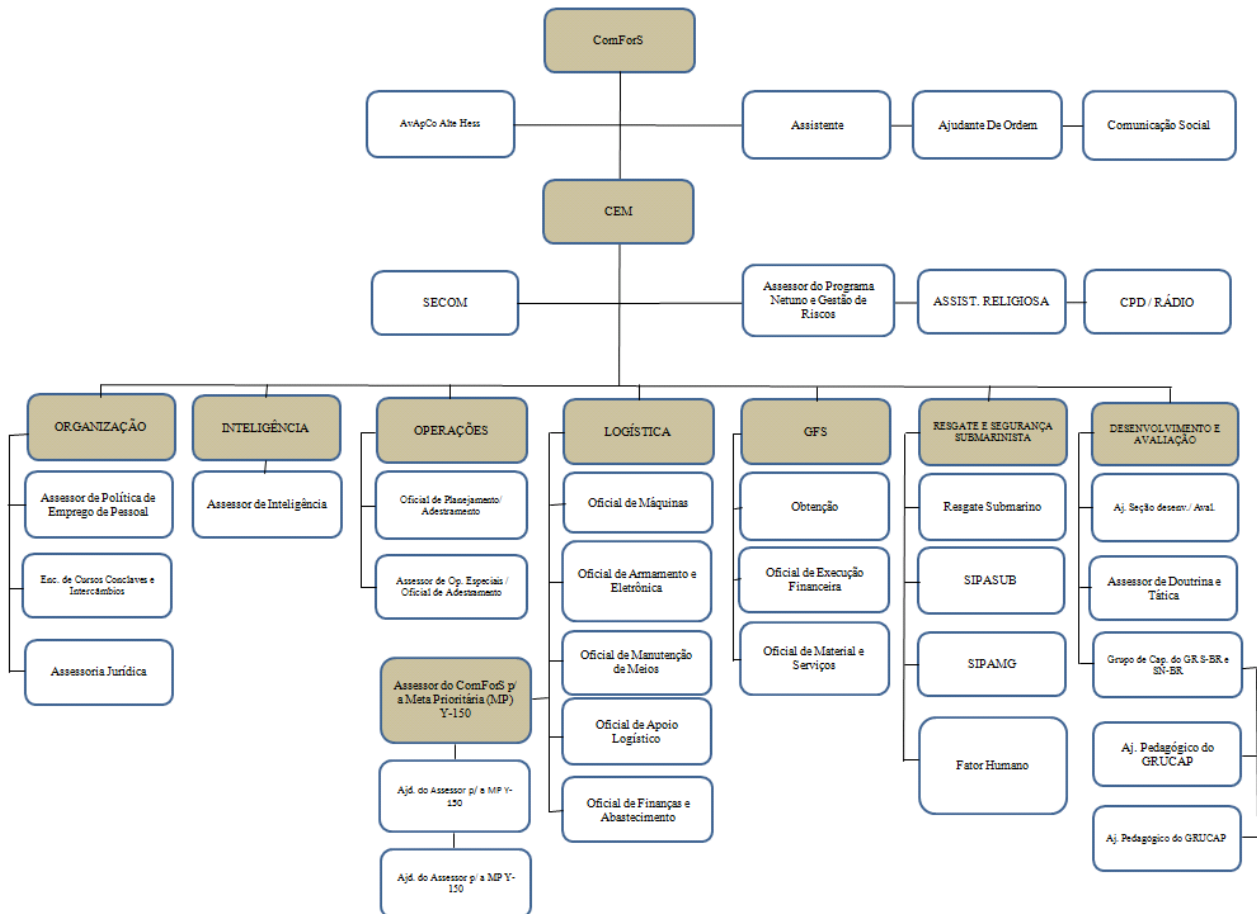 ComForS
AvApCo Alte Hess
Assistente
Ajudante De Ordem
Comunicação Social
CEM
SECOM
Assessor do Programa
Netuno e Gestão de
Riscos
ASSIST. RELIGIOSA
CPD / RÁDIO
ORGANIZAÇÃO
INTELIGÊNCIA
OPERAÇÕES
LOGÍSTICA
GFS
RESGATE E SEGURANÇA
SUBMARINISTA
DESENVOLVIMENTO E
AVALIAÇÃO
Assessor de Política de
Emprego de Pessoal
Enc. de Cursos Conclaves e
Intercâmbios
Assessoria Jurídica
Assessor de Inteligência
Oficial de Planejamento/
Adestramento
Assessor de Op. Especiais /
Oficial de Adestramento
Assessor do ComForS p/
a Meta Prioritária (MP)
Y-150
Ajd. do Assessor p/ a MP Y-
150
Ajd. do Assessor p/ a MP Y-
150
Oficial de Máquinas
Oficial de Armamento e
Eletrônica
Oficial de Manutenção
de Meios
Oficial de Apoio
Logístico
Oficial de Finanças e
Abastecimento
Obtenção
Oficial de Execução
Financeira
Oficial de Material e
Serviços
Resgate Submarino
SIPASUB
SIPAMG
Fator Humano
Aj. Seção desenv./ Aval.
Assessor de Doutrina e
Tática
Grupo de Cap. do GR S-BR e
SN-BR
Aj. Pedagógico do
GRUCAP
Aj. Pedagógico do GRUCAP